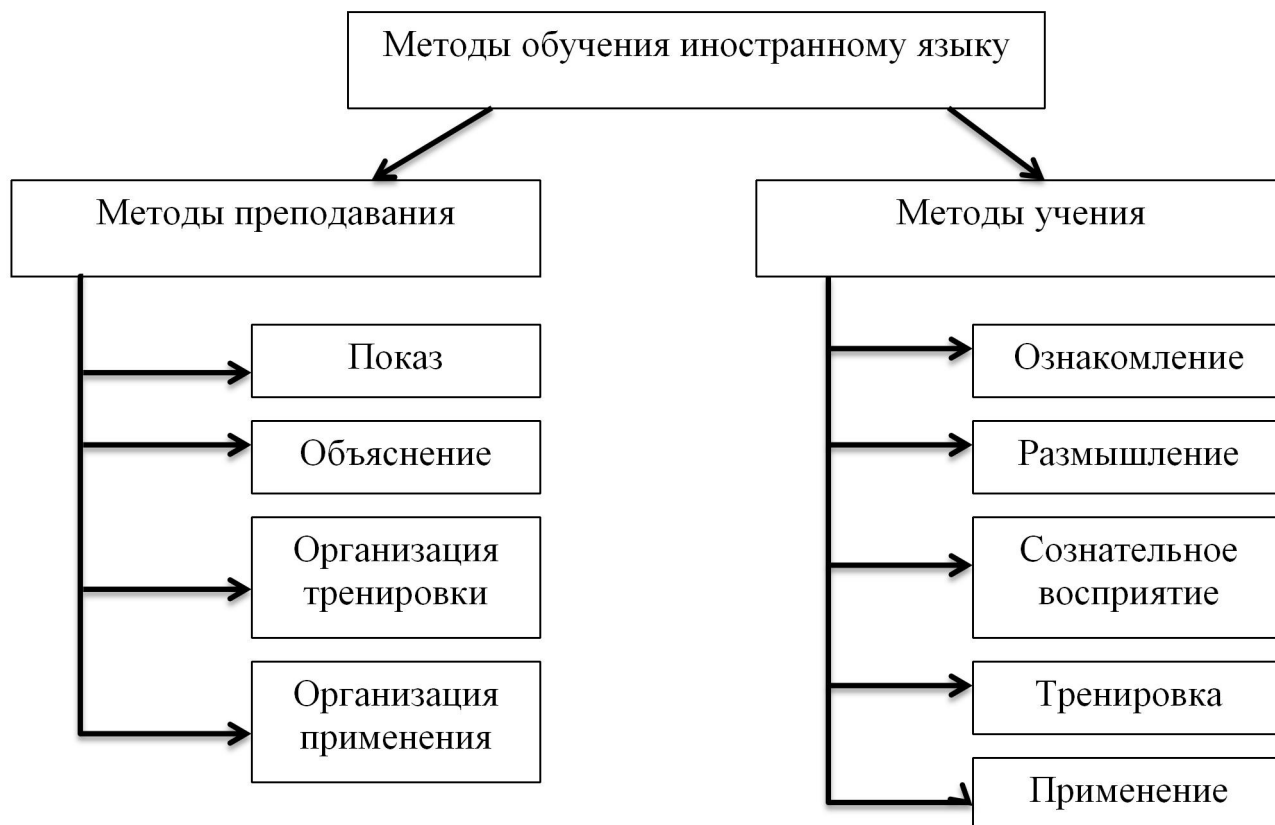 Методы обучения иностранному языку
Методы преподавания
Методы учения
Показ
Объяснение
Организация
тренировки
Организация
применения
Ознакомление
Размышление
Сознательное
восприятие
Тренировка
Применение